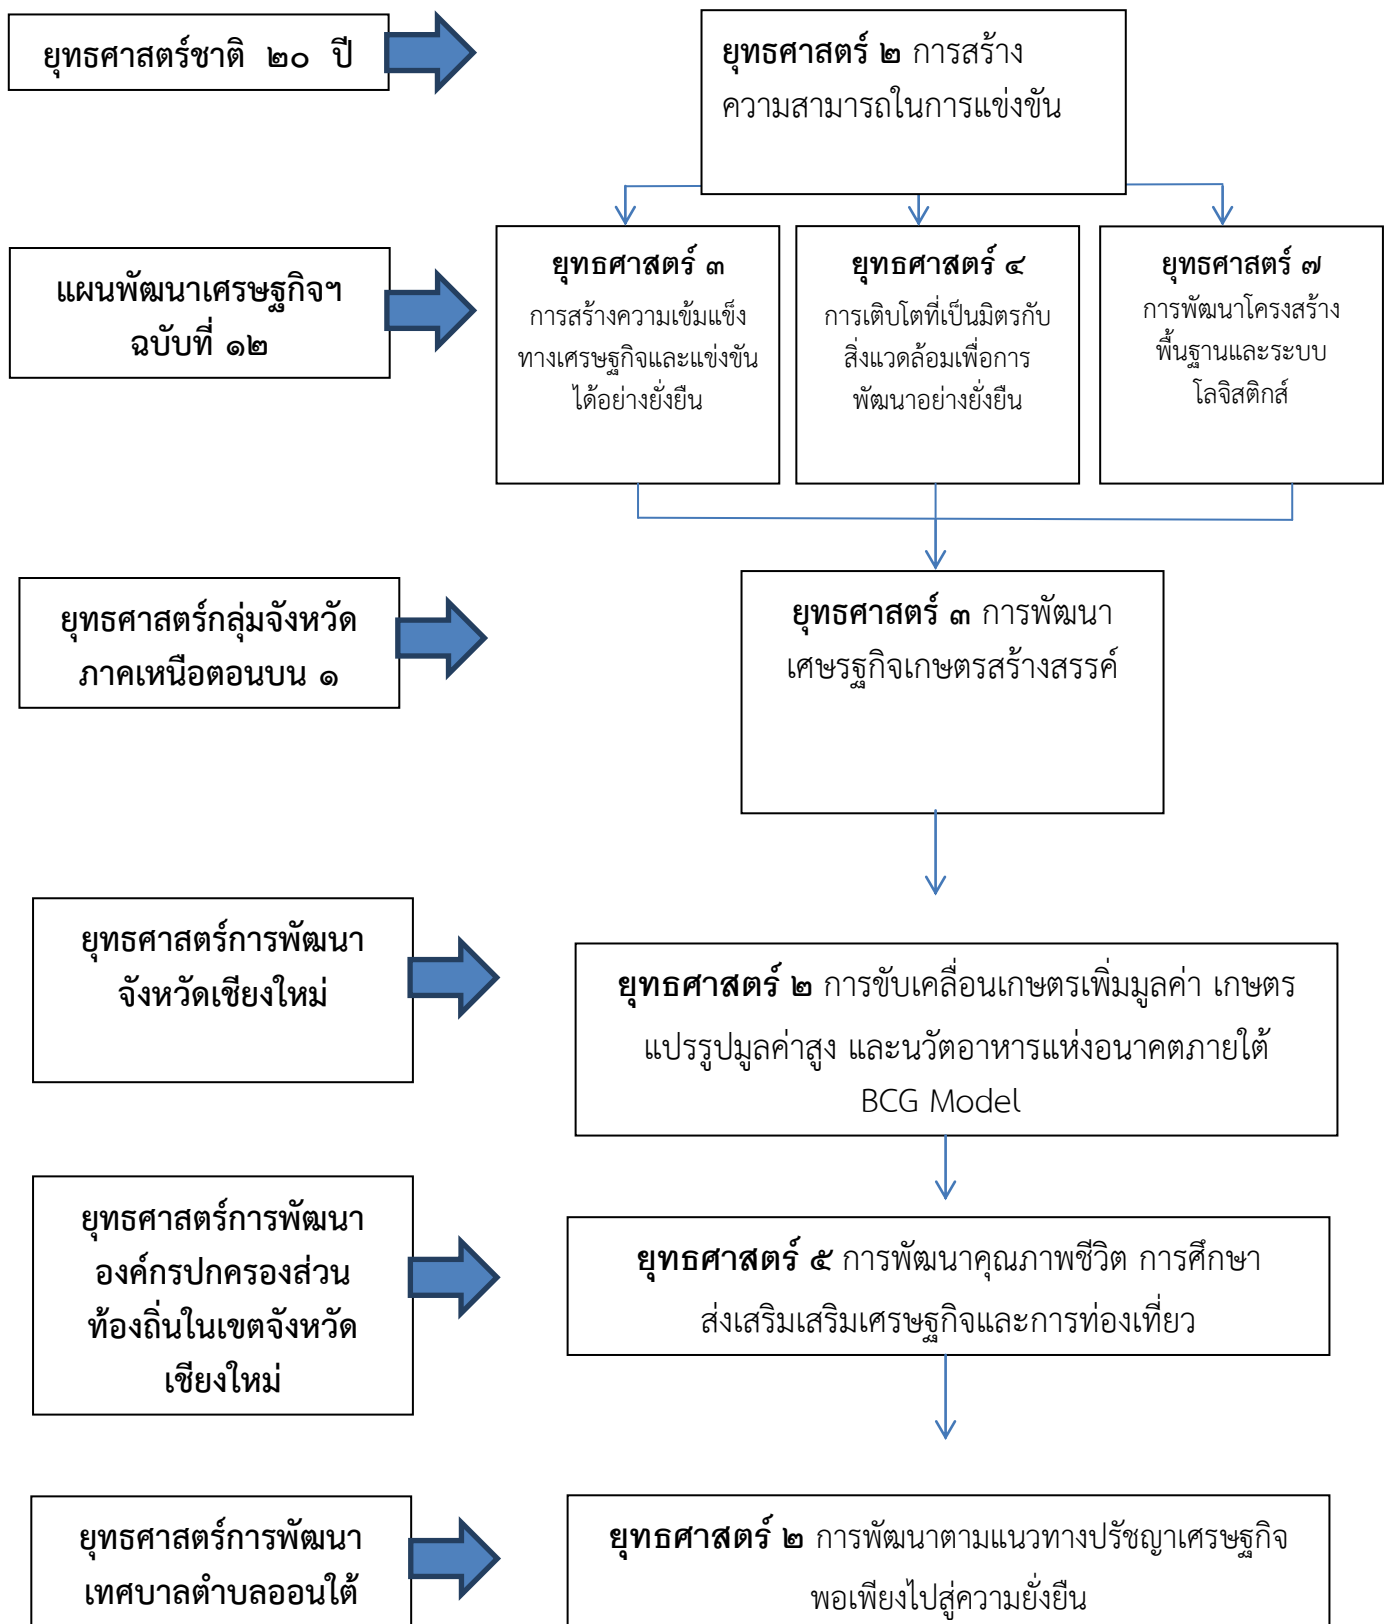 ยุทธศาสตร์ชาติ ๒๐ ปี
ยุทธศาสตร์ ๒ การสร้าง
ความสามารถในการแข่งขัน
แผนพัฒนาเศรษฐกิจฯ
ฉบับที่ ๑๒
ยุทธศาสตร์ ๓
การสร้างความเข้มแข็ง
ทางเศรษฐกิจและแข่งขัน
ได้อย่างยั่งยืน
ยุทธศาสตร์ ๔
การเติบโตที่เป็นมิตรกับ
สิ่งแวดล้อมเพื่อการ
พัฒนาอย่างยั่งยืน
ยุทธศาสตร์ ๗
การพัฒนาโครงสร้าง
พื้นฐานและระบบ
โลจิสติกส์
ยุทธศาสตร์กลุ่มจังหวัด
ภาคเหนือตอนบน ๑
ยุทธศาสตร์ ๓ การพัฒนา
เศษรฐกิจเกษตรสร้างสรรค์
ยุทธศาสตร์การพัฒนา
จังหวัดเชียงใหม่
ยุทธศาสตร์ ๒ การขับเคลื่อนเกษตรเพิ่มมูลค่า เกษตร
แปรรูปมูลค่าสูง และนวัตอาหารแห่งอนาคตภายใต้
BCG Model
ยุทธศาสตร์การพัฒนา
องค์กรปกครองส่วน
ท้องถิ่นในเขตจังหวัด
เชียงใหม่
ยุทธศาสตร์ ๕ การพัฒนาคุณภาพชีวิต การศึกษา
ส่งเสริมเสริมเศรษฐกิจและการท่องเที่ยว
ยุทธศาสตร์การพัฒนา
เทศบาลตำบลออนใต้
ยุทธศาสตร์ ๒ การพัฒนาตามแนวทางปรัชญาเศรษฐกิจ
พอเพียงไปสู่ความยั่งยืน